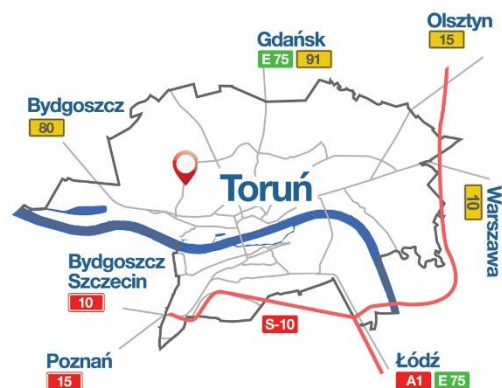 Olsztyn
15
Gdańsk
E 75 91
Bydgoszcz
80
Toruń
10
Warszawa
Bydgoszcz
Szczecin
10
S-10
Poznań
15
Łódź
A1 E 75